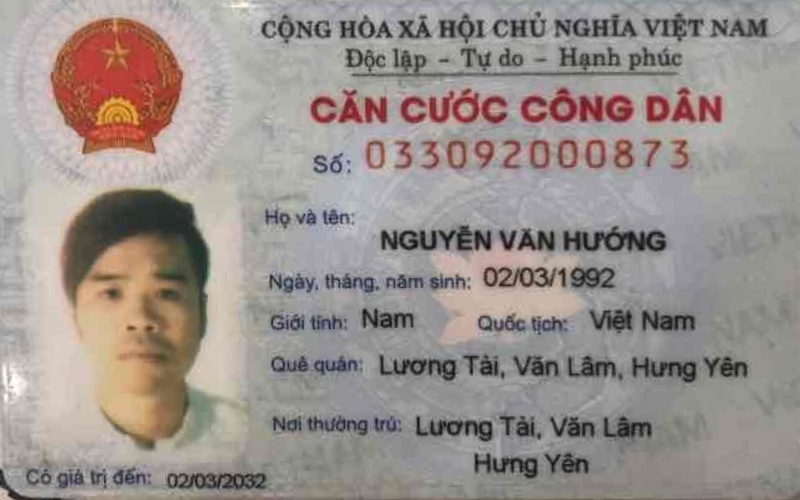 CỘNG HÒA XÃ HỘI CHỦ NGHĨA VIỆT NAM
Độc lập - Tự do - Hạnh phúc
CĂN CƯỚC CÔNG DÂN
Số: 033092000873
Họ và tên:
NGUYỄN VĂN HƯỚNG
Ngày, tháng, năm sinh: 02/03/1992
Giới tính: Nam Quốc tịch: Việt Nam
Quê quán: Lương Tài, Văn Lâm, Hưng Yên
Nơi thường trú: Lương Tài, Văn Lâm
Hưng Yên
Có giá trị đến: 02/03/2032